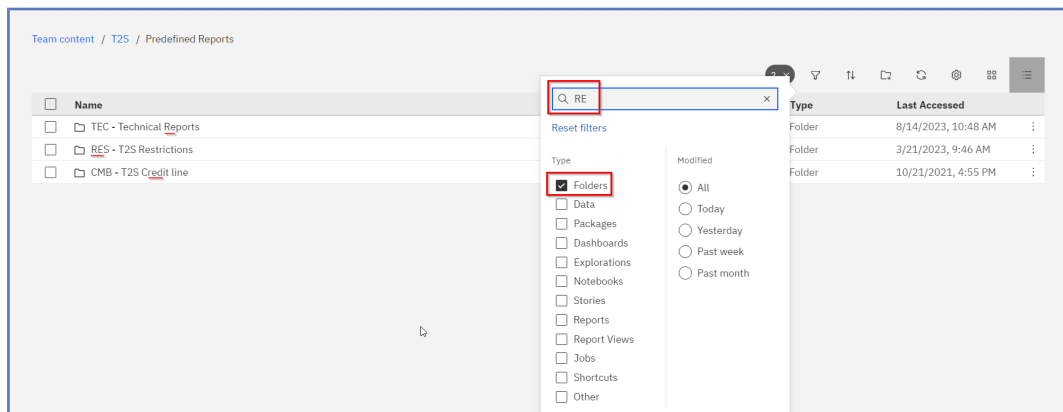 Team content / T2S / Predefined Reports
2 ×
Name Type Last Accessed
TEC - Technical Reports Folder 8/14/2023, 10:48 AM
RES - T2S Restrictions Folder 3/21/2023, 9:46 AM
CMB - T2S Credit line Folder 10/21/2021, 4:55 PM
RE
Reset filters
Type
Folders
Data
Packages
Dashboards
Explorations
Notebooks
Stories
Reports
Report Views
Jobs
Shortcuts
Other
Modified
All
Today
Yesterday
Past week
Past month